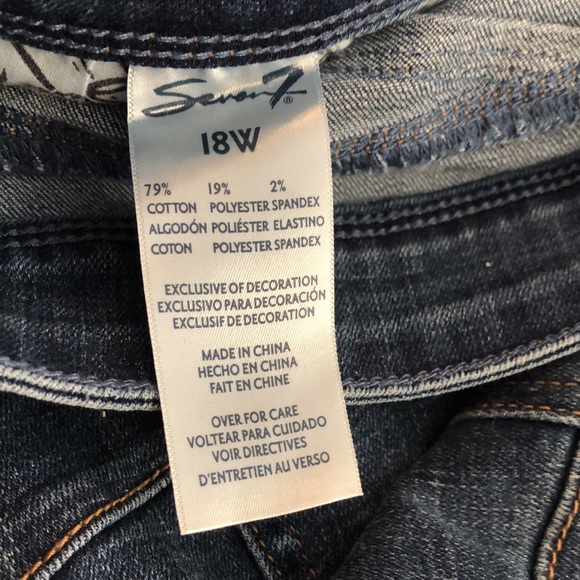 Seven7®
18W
79% 19% 2%
COTTON POLYESTER SPANDEX
ALGODÓN POLIÉSTER ELASTINO
COTON POLYESTER SPANDEX
EXCLUSIVE OF DECORATION
EXCLUSIVO PARA DECORACIÓN
EXCLUSIF DE DECORATION
MADE IN CHINA
HECHO EN CHINA
FAIT EN CHINE
OVER FOR CARE
VOLTEAR PARA CUIDADO
VOIR DIRECTIVES
D'ENTRETIEN AU VERSO